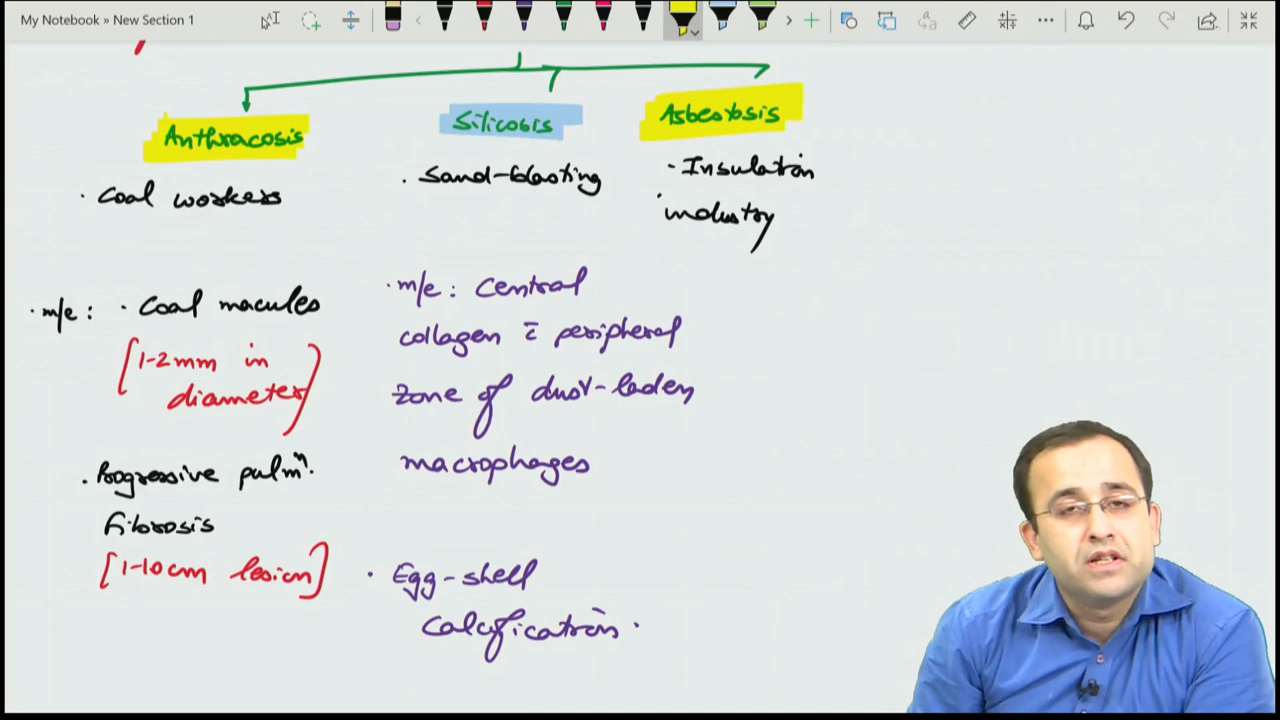 My Notebook » New Section 1
Anthracosis
Silicosis
Asbestosis
· Coal workers
· Sand-blasting
· Insulation
industry
· m/e: · Coal macules
[1-2mm in
diameter]
· Progressive pulmn.
fibrosis
[1-10cm lesion]
· m/e: Central
collagen c̄ peripheral
zone of dust-laden
macrophages
· Egg-shell
calcification.